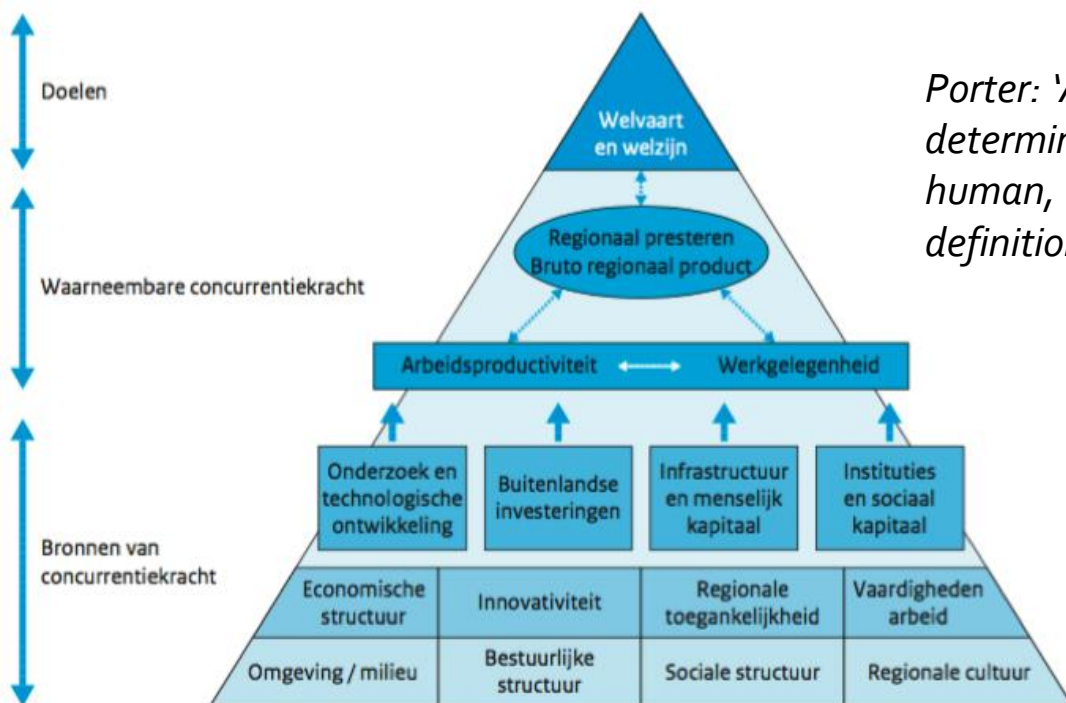 Doelen
Welvaart
en welzijn
Porter: ‘
determin
human,
definition
Waarneembare concurrentiekracht
Regionaal presteren
Bruto regionaal product
Arbeidsproductiviteit
Werkgelegenheid
Bronnen van
concurrentiekracht
Onderzoek en
technologische
ontwikkeling
Buitenlandse
investeringen
Infrastructuur
en menselijk
kapitaal
Instituties
en sociaal
kapitaal
Economische
structuur
Innovativiteit
Regionale
toegankelijkheid
Vaardigheden
arbeid
Omgeving / milieu
Bestuurlijke
structuur
Sociale structuur
Regionale cultuur